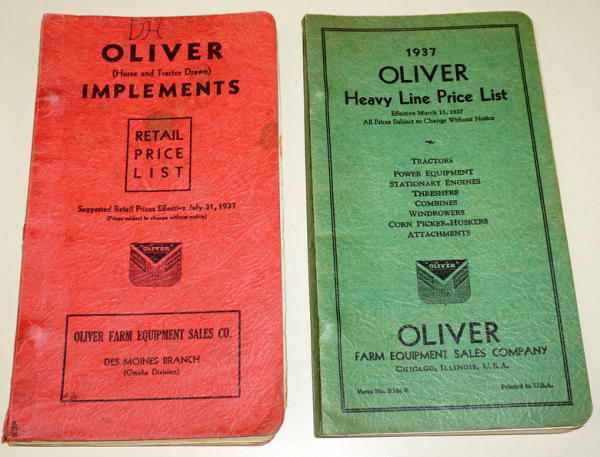 DH
OLIVER
(Horse and Tractor Drawn)
IMPLEMENTS
RETAIL
PRICE
LIST
Suggested Retail Prices Effective July 31, 1937
(Prices subject to change without notice)
OLIVER
OLIVER FARM EQUIPMENT SALES CO.
DES MOINES BRANCH
(Omaha Division)
1937
OLIVER
Heavy Line Price List
Effective March 15, 1937
All Prices Subject to Change Without Notice
TRACTORS
POWER EQUIPMENT
STATIONARY ENGINES
THRESHERS
COMBINES
WINDROWERS
CORN PICKER-HUSKERS
ATTACHMENTS
OLIVER
OLIVER
FARM EQUIPMENT SALES COMPANY
CHICAGO, ILLINOIS, U.S.A.
Form No.
Printed in U.S.A.